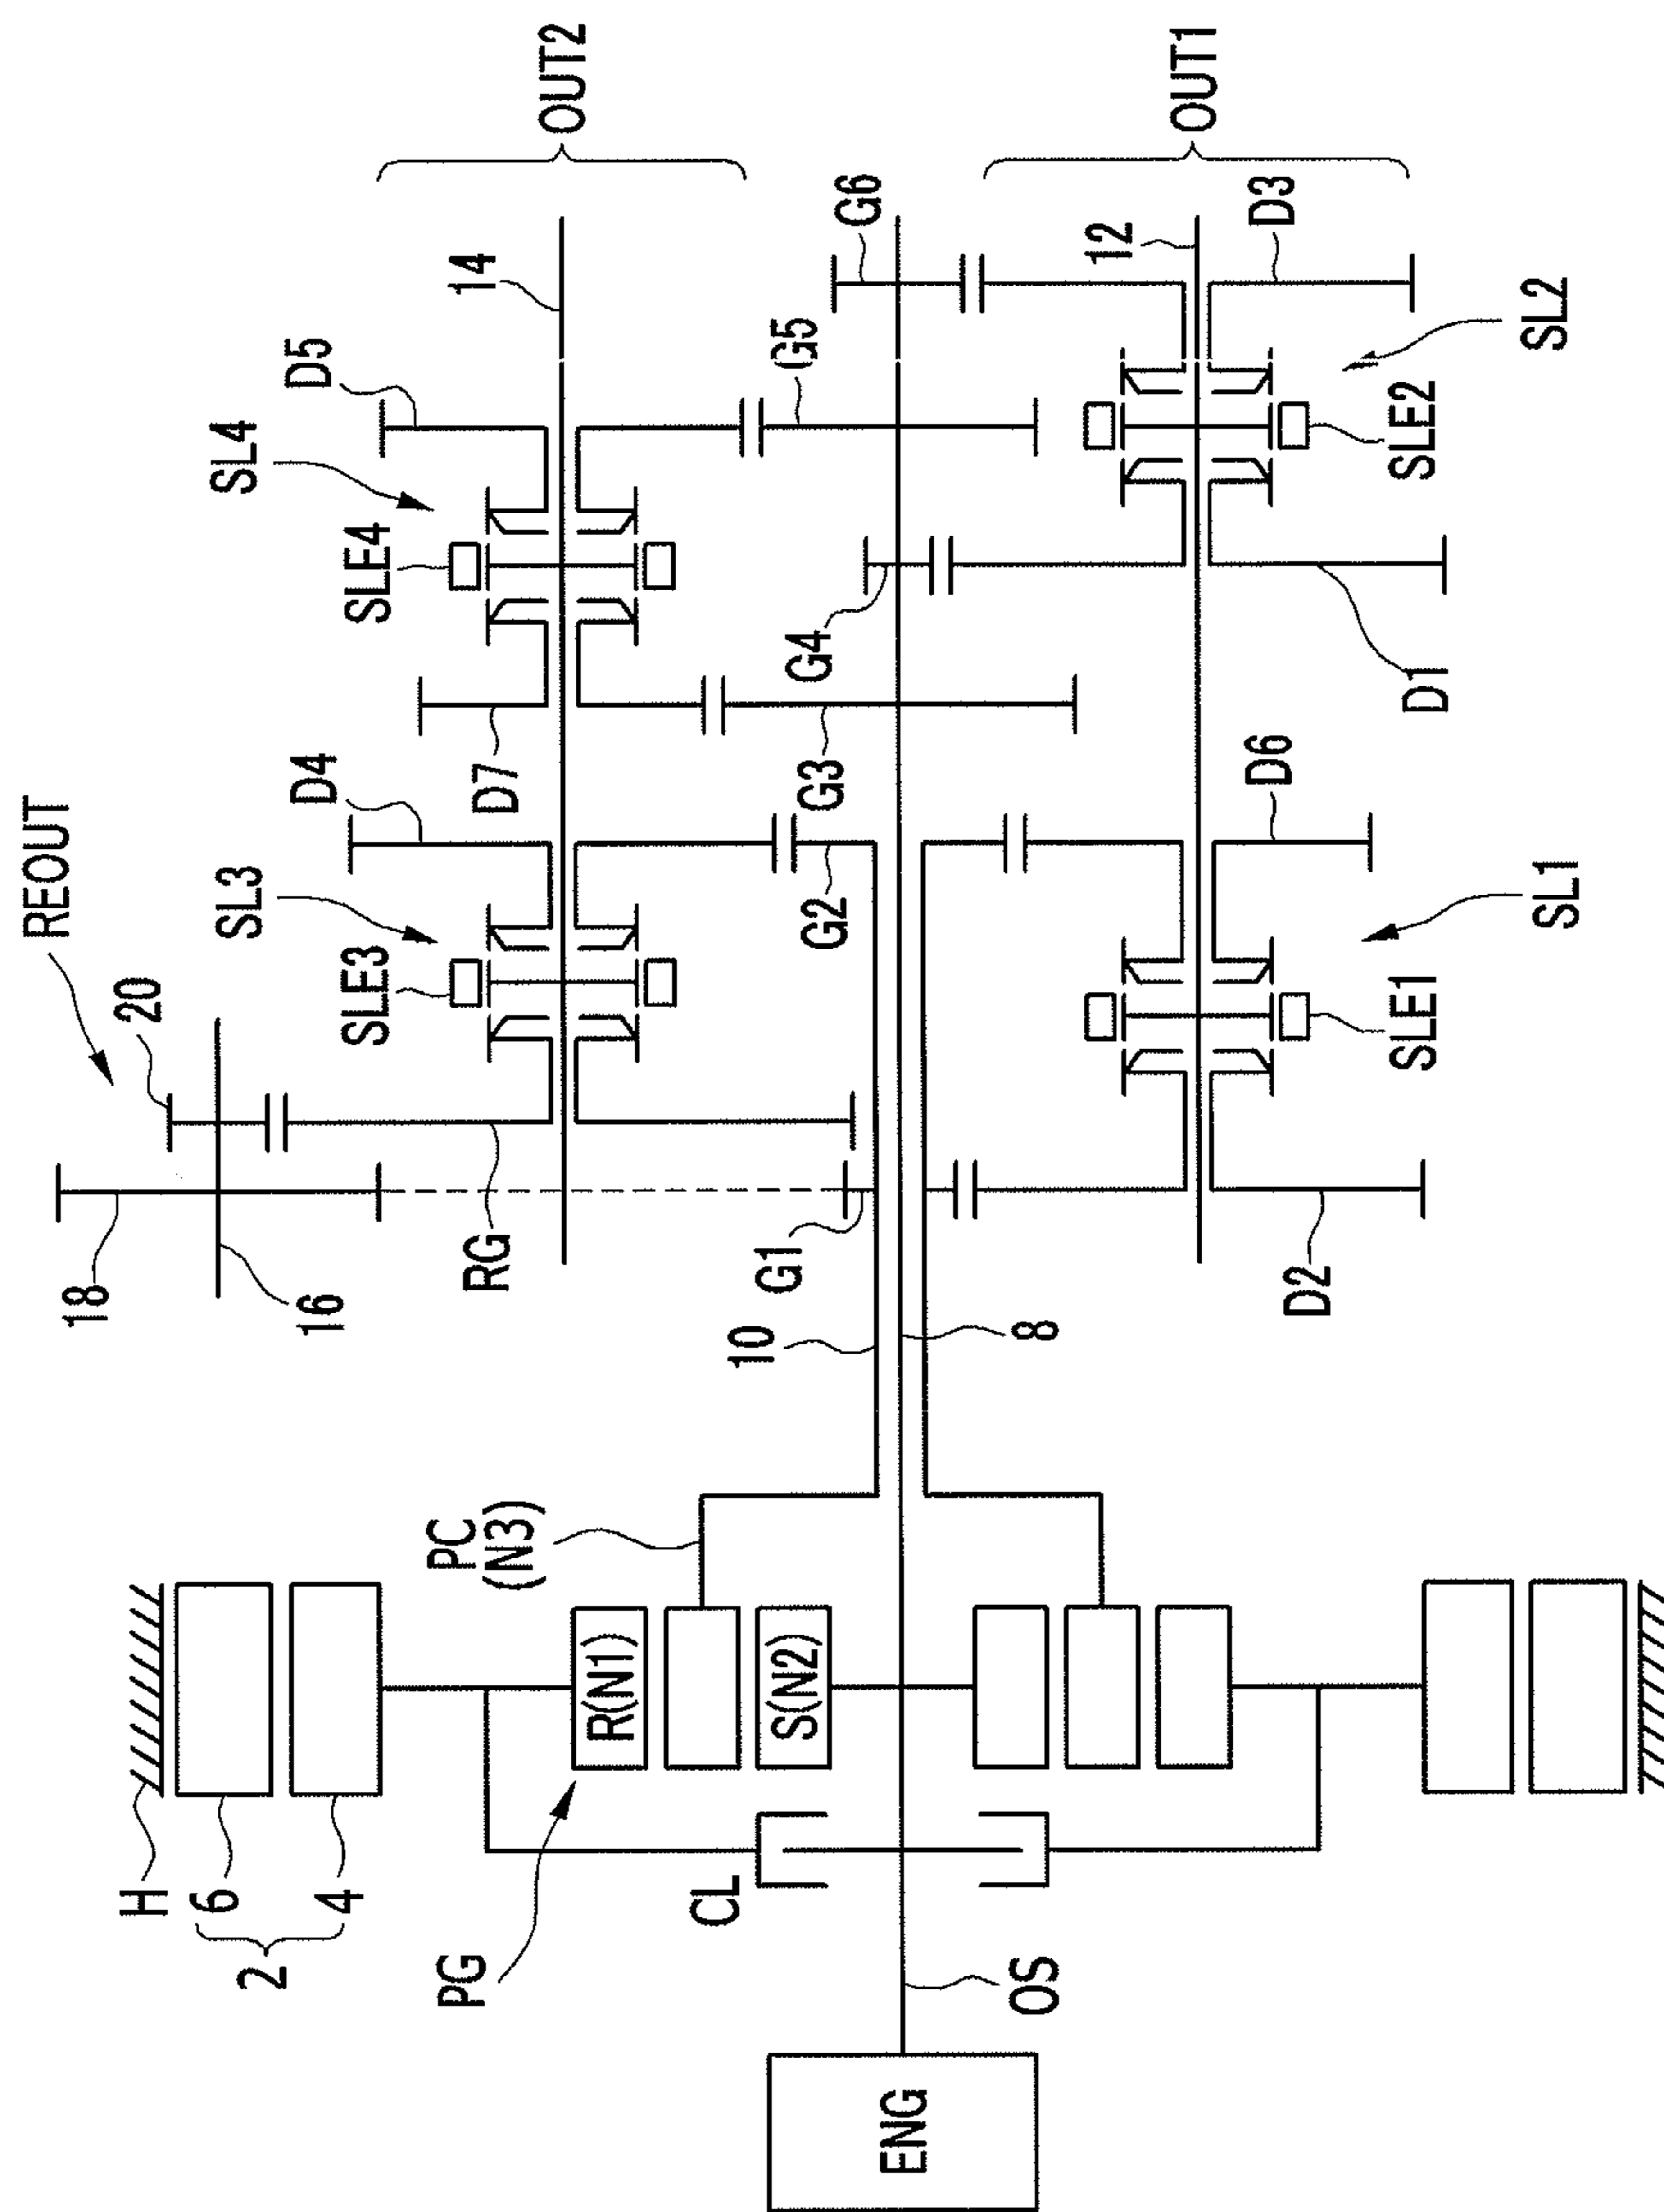 OUT2
OUT1
14
G6
12
D3
D5
G5
SL4
SL2
SLE4
SLE2
G4
D1
D7
G3
D4
D6
REOUT
SL3
G2
SL1
20
SLE3
SLE1
18
16
RG
G1
D2
10
8
PC
(N3)
H
6
4
2
R(N1)
S(N2)
PG
CL
OS
ENG